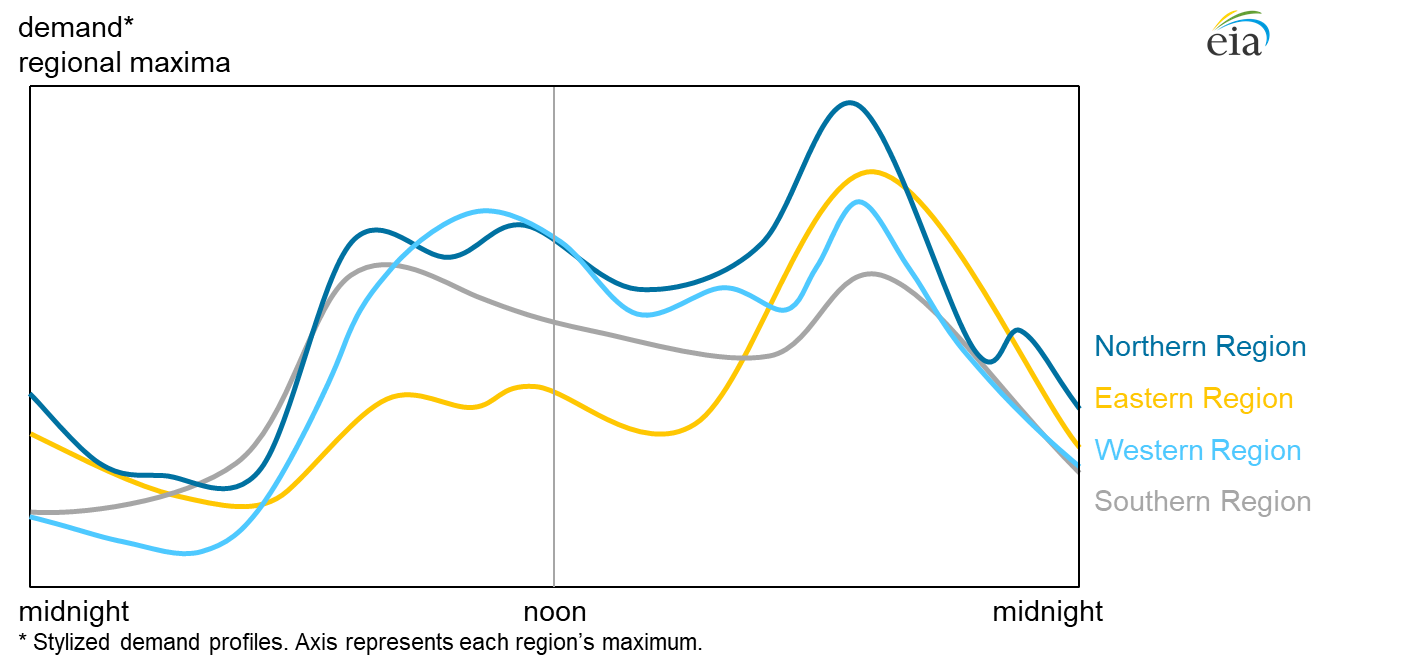 demand*
regional maxima
eia
Northern Region
Eastern Region
Western Region
Southern Region
midnight
noon
midnight
* Stylized demand profiles. Axis represents each region’s maximum.